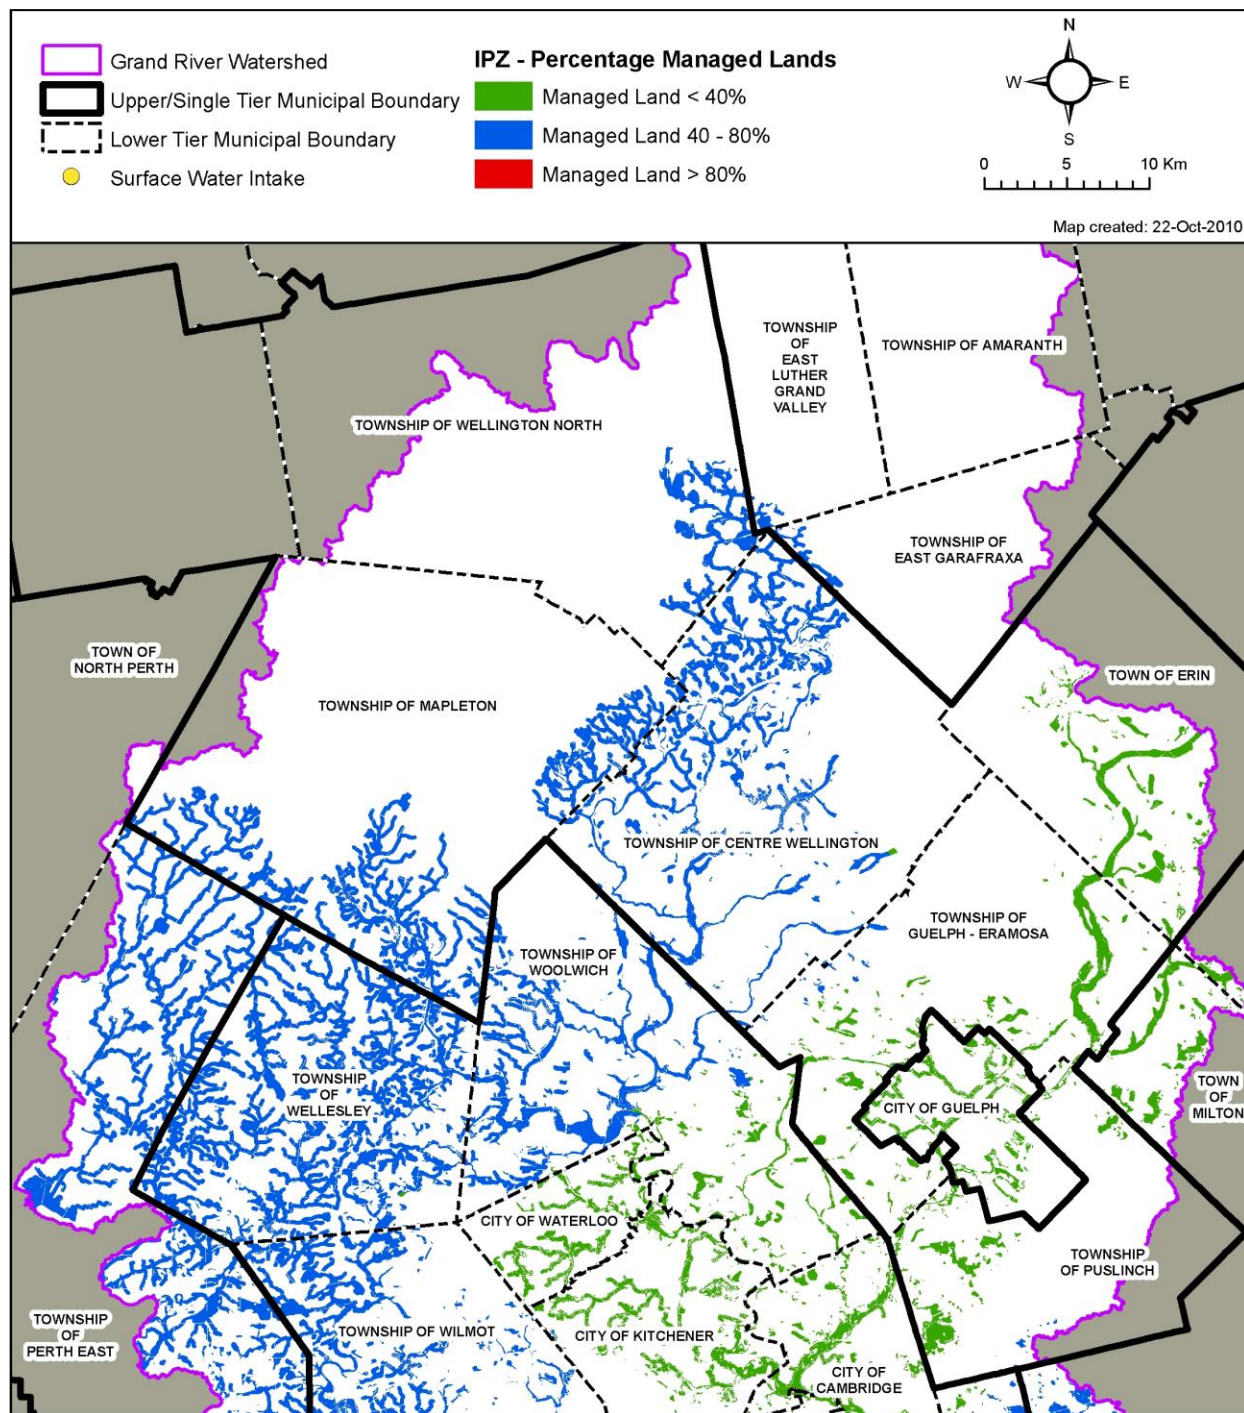 Grand River Watershed
Upper/Single Tier Municipal Boundary
Lower Tier Municipal Boundary
Surface Water Intake
IPZ - Percentage Managed Lands
Managed Land < 40%
Managed Land 40 - 80%
Managed Land > 80%
N
W
E
S
0 5 10 Km
Map created: 22-Oct-2010
TOWNSHIP
OF
EAST
LUTHER
GRAND
VALLEY
TOWNSHIP OF AMARANTH
TOWNSHIP OF WELLINGTON NORTH
TOWNSHIP OF
EAST GARAFRAXA
TOWN OF
NORTH PERTH
TOWN OF ERIN
TOWNSHIP OF MAPLETON
TOWNSHIP OF CENTRE WELLINGTON
TOWNSHIP OF
GUELPH - ERAMOSA
TOWNSHIP OF
WOOLWICH
TOWNSHIP
OF
WELLESLEY
CITY OF GUELPH
TOWN
OF
MILTON
CITY OF WATERLOO
TOWNSHIP
OF PUSLINCH
TOWNSHIP
OF
PERTH EAST
TOWNSHIP OF WILMOT
CITY OF KITCHENER
CITY OF
CAMBRIDGE